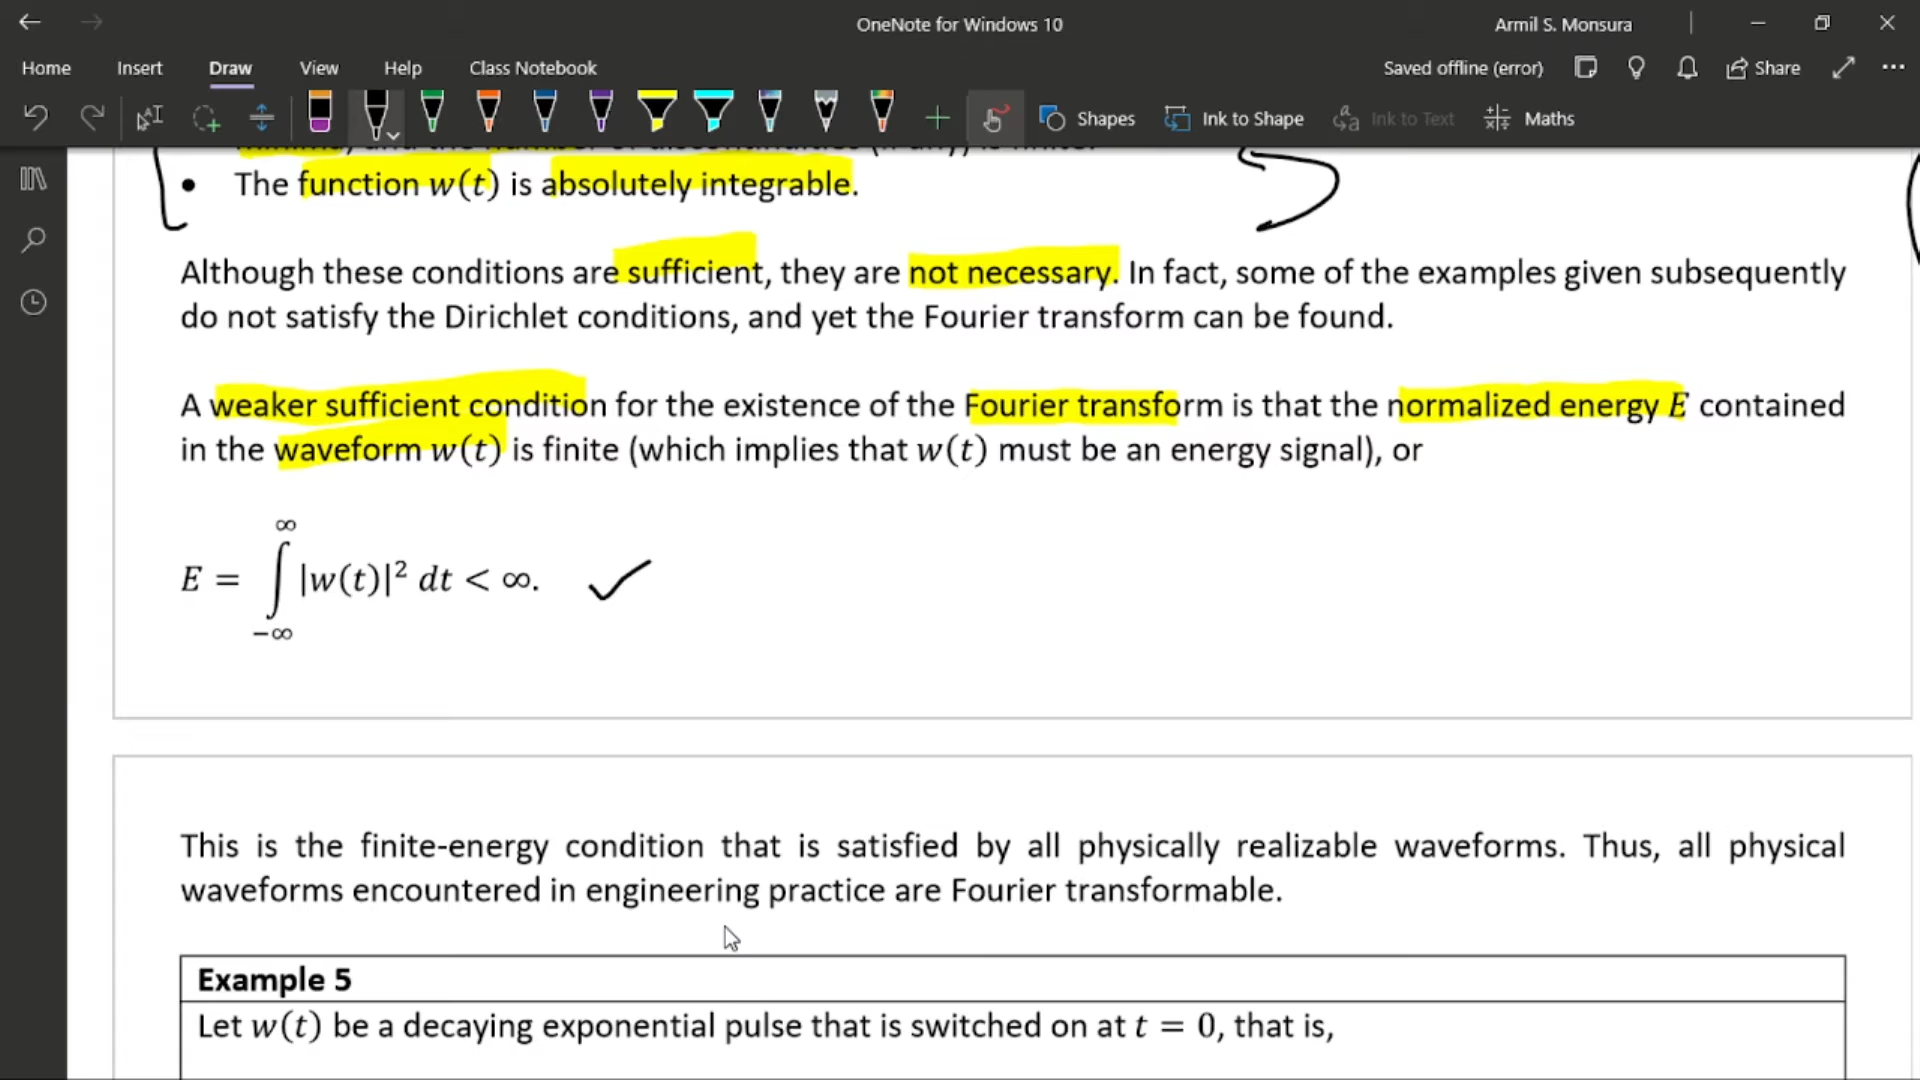 OneNote for Windows 10
Armil S. Monsura
Home Insert Draw View Help Class Notebook
Saved offline (error) Share
Shapes Ink to Shape Ink to Text Maths
• The function w(t) is absolutely integrable.
Although these conditions are sufficient, they are not necessary. In fact, some of the examples given subsequently
do not satisfy the Dirichlet conditions, and yet the Fourier transform can be found.
A weaker sufficient condition for the existence of the Fourier transform is that the normalized energy E contained
in the waveform w(t) is finite (which implies that w(t) must be an energy signal), or
E = ∫_{-∞}^{∞} |w(t)|² dt < ∞.
This is the finite-energy condition that is satisfied by all physically realizable waveforms. Thus, all physical
waveforms encountered in engineering practice are Fourier transformable.
Example 5
Let w(t) be a decaying exponential pulse that is switched on at t = 0, that is,